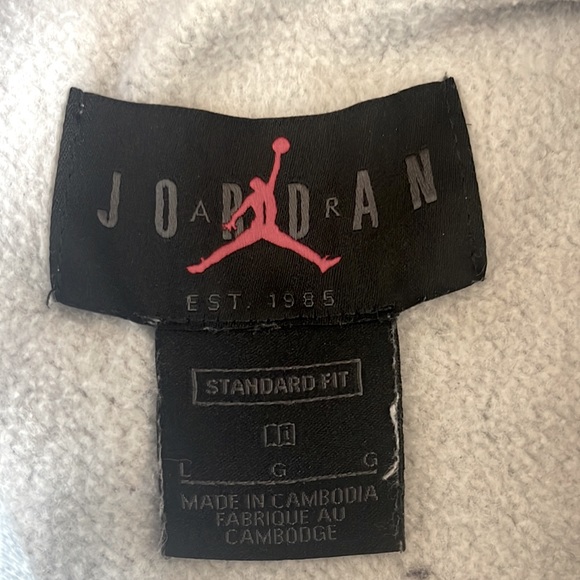 JORDAN
AIR
EST. 1985
STANDARD FIT
i
L G G
MADE IN CAMBODIA
FABRIQUE AU
CAMBODGE